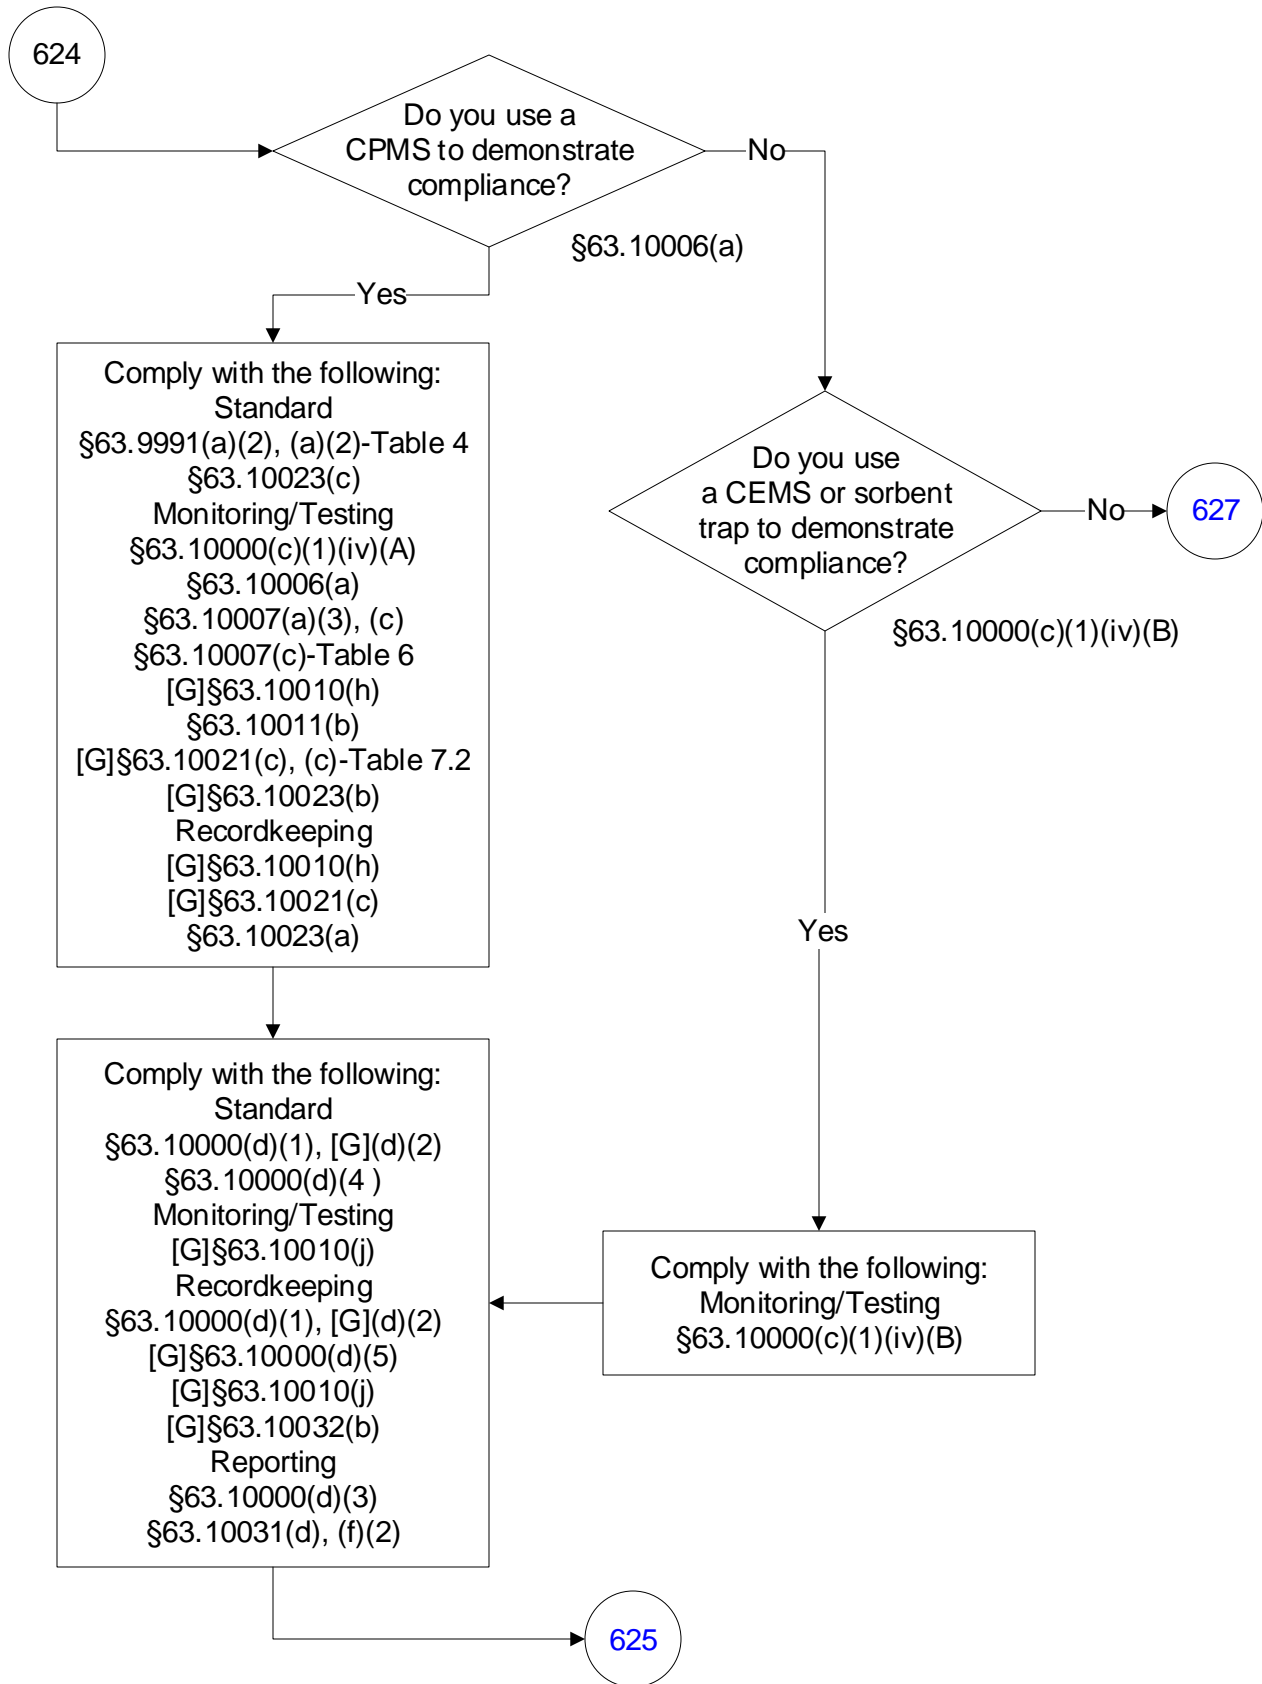 624
Do you use a
CPMS to demonstrate
compliance?
No
§63.10006(a)
Yes
Comply with the following:
Standard
§63.9991(a)(2), (a)(2)-Table 4
§63.10023(c)
Monitoring/Testing
§63.10000(c)(1)(iv)(A)
§63.10006(a)
§63.10007(a)(3), (c)
§63.10007(c)-Table 6
[G]§63.10010(h)
§63.10011(b)
[G]§63.10021(c), (c)-Table 7.2
[G]§63.10023(b)
Recordkeeping
[G]§63.10010(h)
[G]§63.10021(c)
§63.10023(a)
Do you use
a CEMS or sorbent
trap to demonstrate
compliance?
No
627
§63.10000(c)(1)(iv)(B)
Yes
Comply with the following:
Standard
§63.10000(d)(1), [G](d)(2)
§63.10000(d)(4 )
Monitoring/Testing
[G]§63.10010(j)
Recordkeeping
§63.10000(d)(1), [G](d)(2)
[G]§63.10000(d)(5)
[G]§63.10010(j)
[G]§63.10032(b)
Reporting
§63.10000(d)(3)
§63.10031(d), (f)(2)
Comply with the following:
Monitoring/Testing
§63.10000(c)(1)(iv)(B)
625